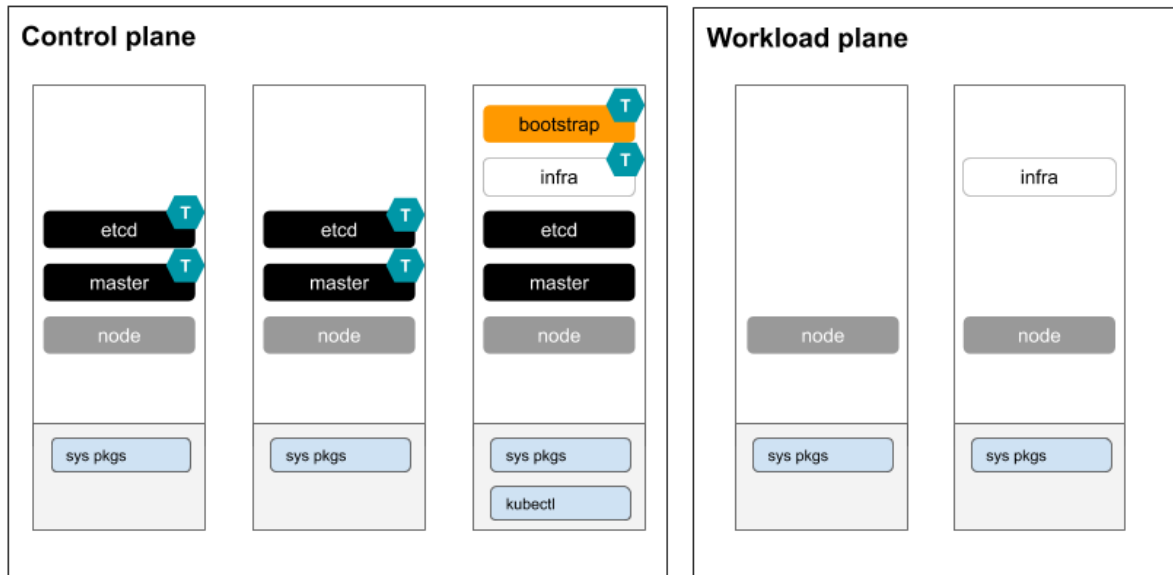 Control plane
T
etcd
T
master
node
sys pkgs
T
etcd
T
master
node
sys pkgs
T
bootstrap
T
infra
etcd
master
node
sys pkgs
kubectl
Workload plane
node
sys pkgs
infra
node
sys pkgs